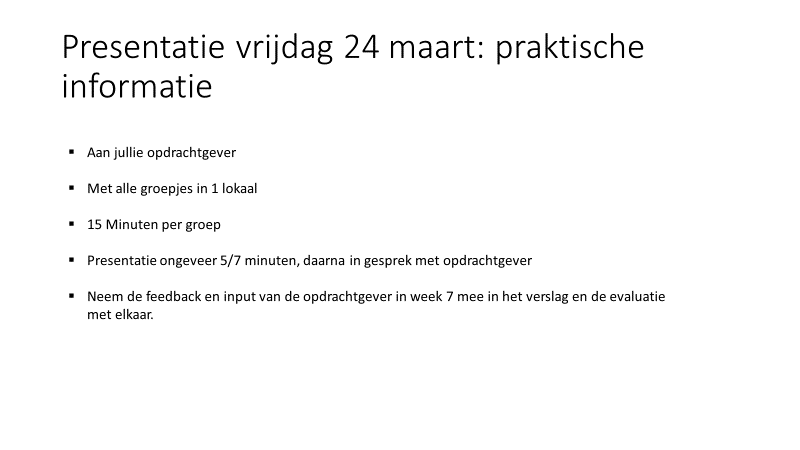 Presentatie vrijdag 24 maart: praktische
informatie
▪ Aan jullie opdrachtgever
▪ Met alle groepjes in 1 lokaal
▪ 15 Minuten per groep
▪ Presentatie ongeveer 5/7 minuten, daarna in gesprek met opdrachtgever
▪ Neem de feedback en input van de opdrachtgever in week 7 mee in het verslag en de evaluatie
met elkaar.